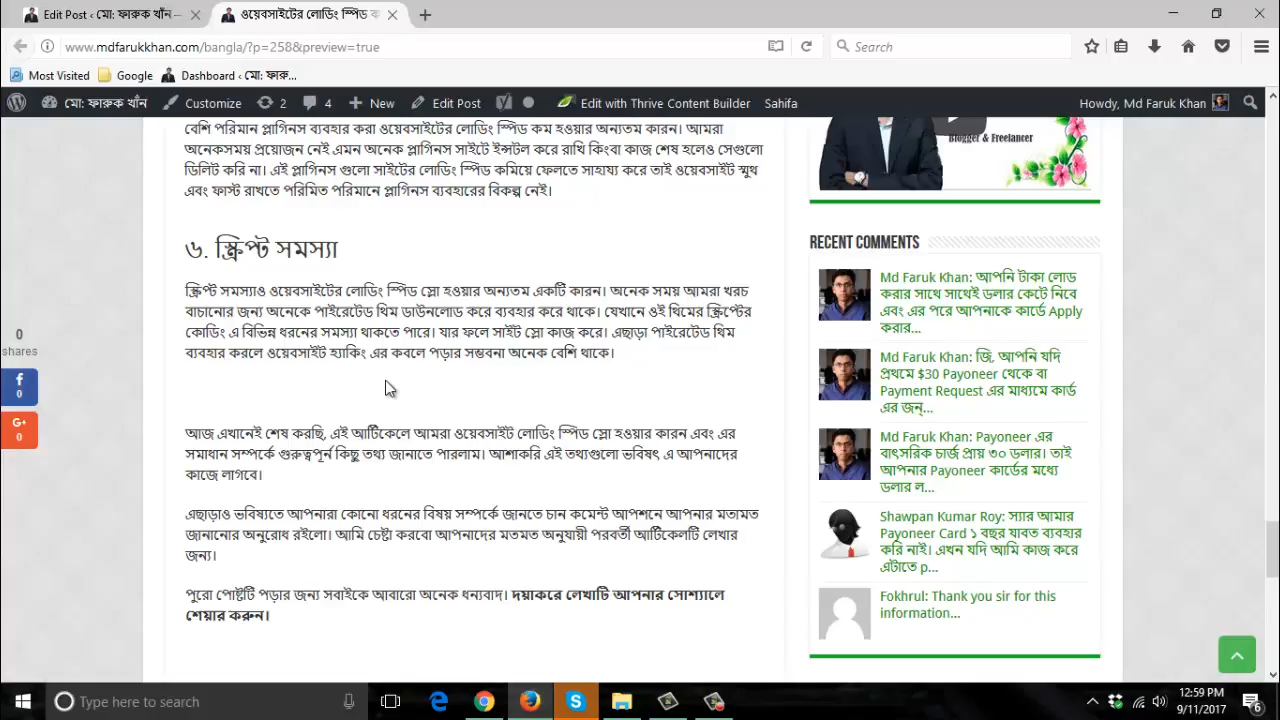 Edit Post ‹ মো: ফারুক খাঁন —
ওয়েবসাইটের লোডিং স্পিড ক
www.mdfarukkhan.com/bangla/?p=258&preview=true
Search
Most Visited
Google
Dashboard ‹ মো: ফারু...
মো: ফারুক খাঁন
Customize
2
4
New
Edit Post
Edit with Thrive Content Builder
Sahifa
Howdy, Md Faruk Khan
বেশি পরিমান প্লাগিনস ব্যবহার করা ওয়েবসাইটের লোডিং স্পিড কম হওয়ার অন্যতম কারন। আমরা
অনেকসময় প্রয়োজন নেই এমন অনেক প্লাগিনস সাইটে ইন্সটল করে রাখি কিংবা কাজ শেষ হলেও সেগুলো
ডিলিট করি না। এই প্লাগিনস গুলো সাইটের লোডিং স্পিড কমিয়ে ফেলতে সাহায্য করে তাই ওয়েবসাইট স্মুথ
এবং ফাস্ট রাখতে পরিমিত পরিমানে প্লাগিনস ব্যবহারের বিকল্প নেই।
৬. স্ক্রিপ্ট সমস্যা
স্ক্রিপ্ট সমস্যাও ওয়েবসাইটের লোডিং স্পিড স্লো হওয়ার অন্যতম একটি কারন। অনেক সময় আমরা খরচ
বাচানোর জন্য অনেকে পাইরেটেড থিম ডাউনলোড করে ব্যবহার করে থাকে। যেখানে ওই থিমের স্ক্রিপ্টের
কোডিং এ বিভিন্ন ধরনের সমস্যা থাকতে পারে। যার ফলে সাইট স্লো কাজ করে। এছাড়া পাইরেটেড থিম
ব্যবহার করলে ওয়েবসাইট হ্যাকিং এর কবলে পড়ার সম্ভবনা অনেক বেশি থাকে।
আজ এখানেই শেষ করছি, এই আর্টিকেলে আমরা ওয়েবসাইট লোডিং স্পিড স্লো হওয়ার কারন এবং এর
সমাধান সম্পর্কে গুরুত্বপূর্ন কিছু তথ্য জানাতে পারলাম। আশাকরি এই তথ্যগুলো ভবিষৎ এ আপনাদের
কাজে লাগবে।
এছাড়াও ভবিষ্যতে আপনারা কোনো ধরনের বিষয় সম্পর্কে জানতে চান কমেন্ট আপশনে আপনার মতামত
জানানোর অনুরোধ রইলো। আমি চেষ্টা করবো আপনাদের মতমত অনুযায়ী পরবর্তী আর্টিকেলটি লেখার
জন্য।
পুরো পোষ্টটি পড়ার জন্য সবাইকে আবারো অনেক ধন্যবাদ। দয়াকরে লেখাটি আপনার সোশ্যালে
শেয়ার করুন।
0
shares
0
G+
0
Blogger & Freelancer
RECENT COMMENTS
Md Faruk Khan: আপনি টাকা লোড
করার সাথে সাথেই ডলার কেটে নিবে
এবং এর পরে আপনাকে কার্ডে Apply
করার...
Md Faruk Khan: জি, আপনি যদি
প্রথমে $30 Payoneer থেকে বা
Payment Request এর মাধ্যমে কার্ড
এর জন্...
Md Faruk Khan: Payoneer এর
বাৎসরিক চার্জ প্রায় ৩০ ডলার। তাই
আপনার Payoneer কার্ডের মধ্যে
ডলার ল...
Shawpan Kumar Roy: স্যার আমার
Payoneer Card ১ বছর যাবত ব্যবহার
করি নাই। এখন যদি আমি কাজ করে
এটাতে p...
Fokhrul: Thank you sir for this
information...
Type here to search
12:59 PM
9/11/2017
6